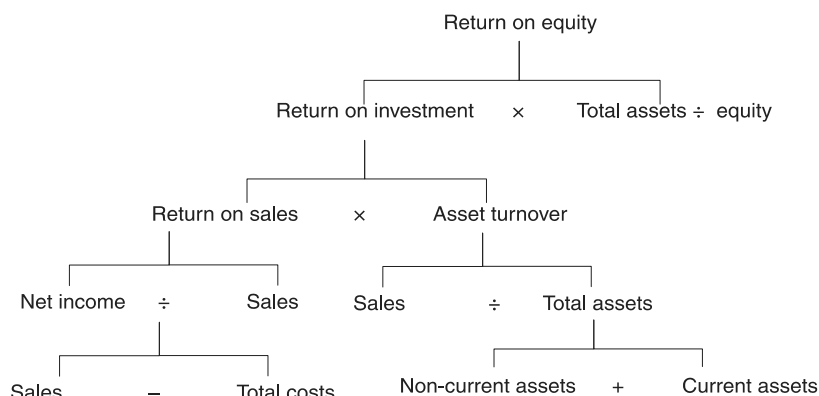 Return on equity
Return on investment × Total assets ÷ equity
Return on sales × Asset turnover
Net income ÷ Sales Sales ÷ Total assets
Sales − Total costs Non-current assets + Current assets